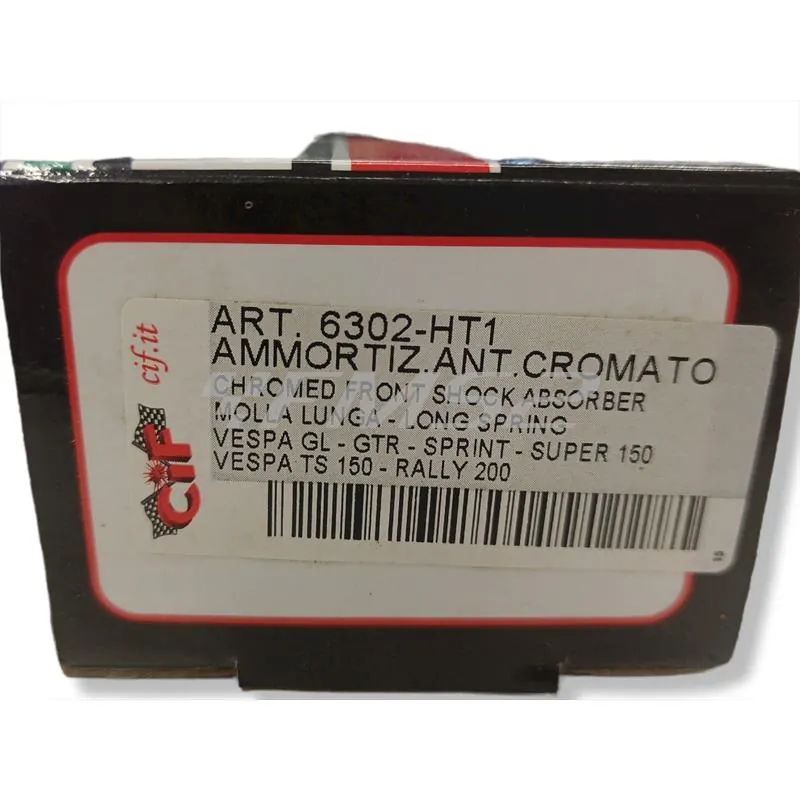 ART. 6302-HT1
AMMORTIZ.ANT.CROMATO
CHROMED FRONT SHOCK ABSORBER
MOLLA LUNGA - LONG SPRING
VESPA GL - GTR - SPRINT - SUPER 150
VESPA TS 150 - RALLY 200
cif.it
CIF